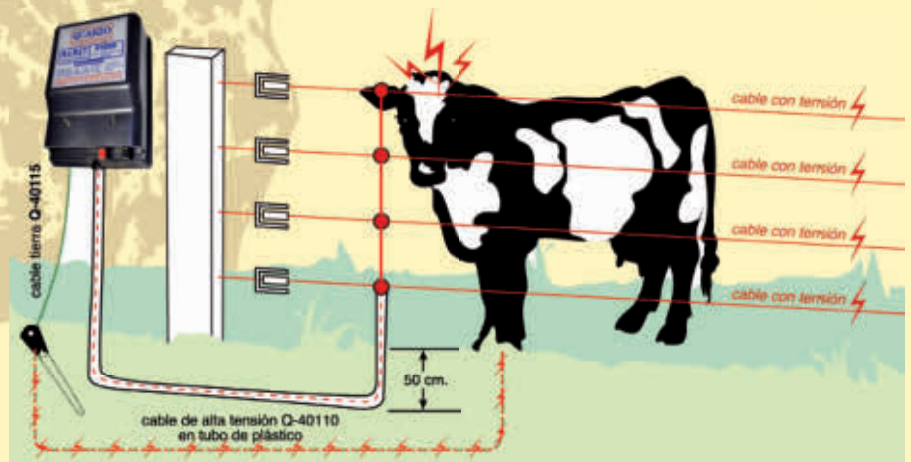 cable con tensión
cable con tensión
cable con tensión
cable con tensión
cable tierra Q-40115
50 cm.
cable de alta tensión Q-40110
en tubo de plástico